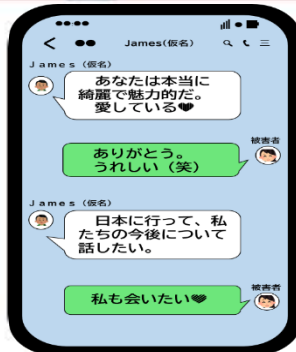 James(仮名)
James(仮名)
あなたは本当に
綺麗で魅力的だ。
愛している❤
被害者
ありがとう。
うれしい(笑)
James(仮名)
日本に行って、私
たちの今後について
話したい。
被害者
私も会いたい❤